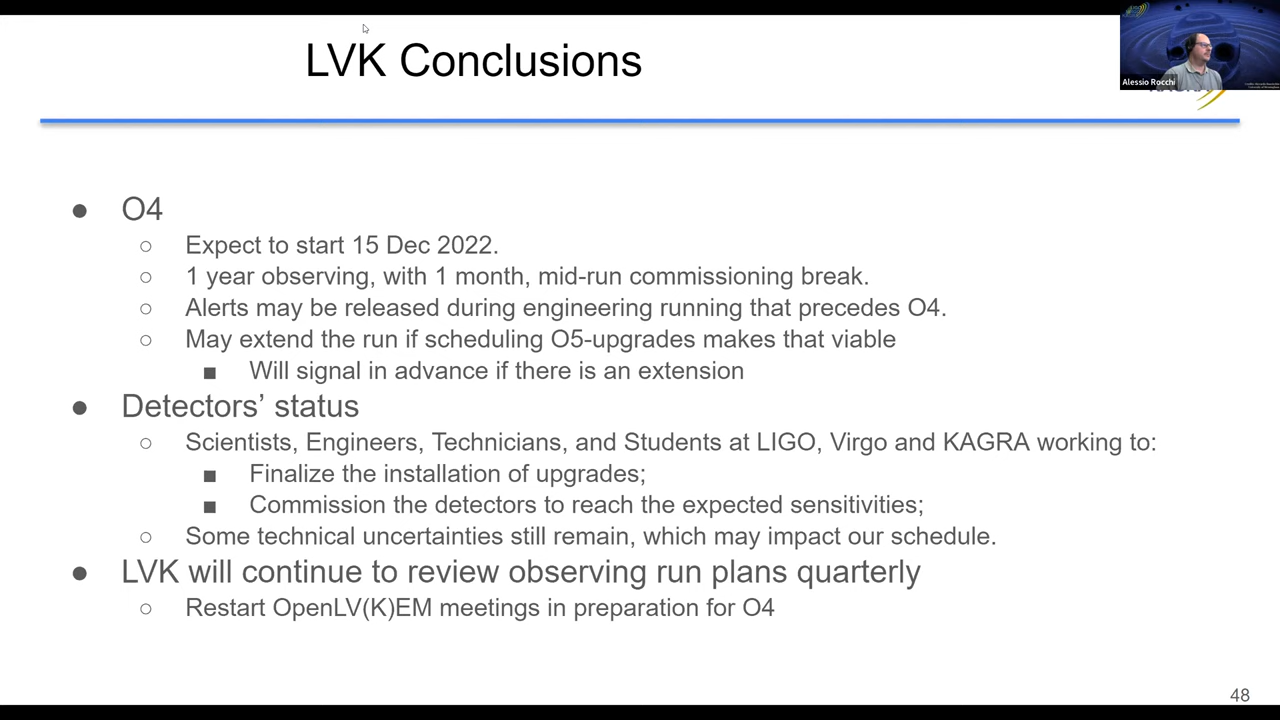 LVK Conclusions
Alessio Rocchi
● O4
○ Expect to start 15 Dec 2022.
○ 1 year observing, with 1 month, mid-run commissioning break.
○ Alerts may be released during engineering running that precedes O4.
○ May extend the run if scheduling O5-upgrades makes that viable
■ Will signal in advance if there is an extension
● Detectors’ status
○ Scientists, Engineers, Technicians, and Students at LIGO, Virgo and KAGRA working to:
■ Finalize the installation of upgrades;
■ Commission the detectors to reach the expected sensitivities;
○ Some technical uncertainties still remain, which may impact our schedule.
● LVK will continue to review observing run plans quarterly
○ Restart OpenLV(K)EM meetings in preparation for O4
48